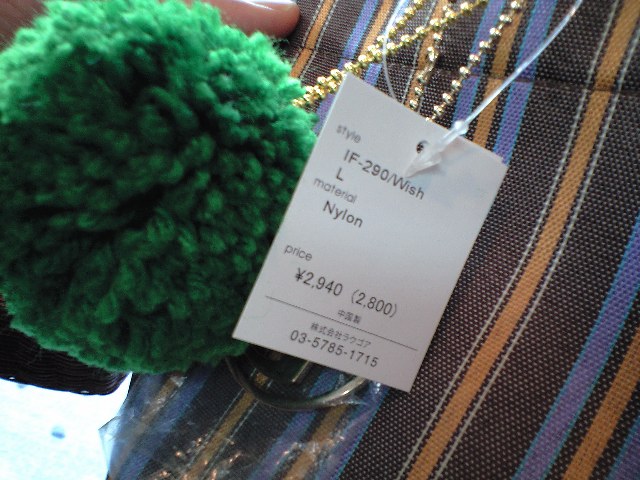 style
IF-290/Wish
L
material
Nylon
price
¥2,940 (2,800)
中国製
株式会社ラウゴア
03-5785-1715